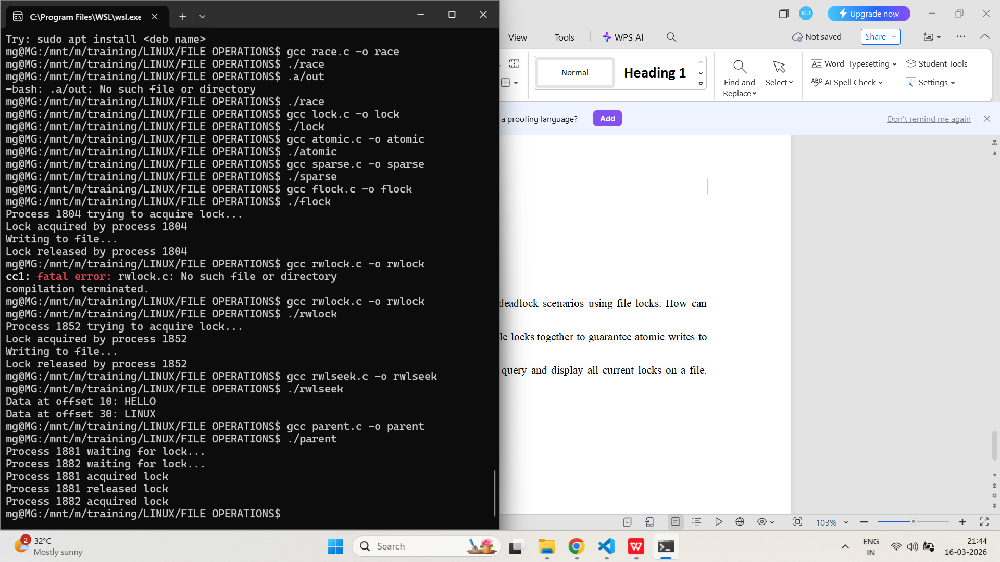 C:\Program Files\WSL\wsl.exe
Try: sudo apt install <deb name>
mg@MG:/mnt/m/training/LINUX/FILE OPERATIONS$ gcc race.c -o race
mg@MG:/mnt/m/training/LINUX/FILE OPERATIONS$ ./race
mg@MG:/mnt/m/training/LINUX/FILE OPERATIONS$ .a/out
-bash: .a/out: No such file or directory
mg@MG:/mnt/m/training/LINUX/FILE OPERATIONS$ ./race
mg@MG:/mnt/m/training/LINUX/FILE OPERATIONS$ gcc lock.c -o lock
mg@MG:/mnt/m/training/LINUX/FILE OPERATIONS$ ./lock
mg@MG:/mnt/m/training/LINUX/FILE OPERATIONS$ gcc atomic.c -o atomic
mg@MG:/mnt/m/training/LINUX/FILE OPERATIONS$ ./atomic
mg@MG:/mnt/m/training/LINUX/FILE OPERATIONS$ gcc sparse.c -o sparse
mg@MG:/mnt/m/training/LINUX/FILE OPERATIONS$ ./sparse
mg@MG:/mnt/m/training/LINUX/FILE OPERATIONS$ gcc flock.c -o flock
mg@MG:/mnt/m/training/LINUX/FILE OPERATIONS$ ./flock
Process 1804 trying to acquire lock...
Lock acquired by process 1804
Writing to file...
Lock released by process 1804
mg@MG:/mnt/m/training/LINUX/FILE OPERATIONS$ gcc rwlock.c -o rwlock
cc1: fatal error: rwlock.c: No such file or directory
compilation terminated.
mg@MG:/mnt/m/training/LINUX/FILE OPERATIONS$ gcc rwlock.c -o rwlock
mg@MG:/mnt/m/training/LINUX/FILE OPERATIONS$ ./rwlock
Process 1852 trying to acquire lock...
Lock acquired by process 1852
Writing to file...
Lock released by process 1852
mg@MG:/mnt/m/training/LINUX/FILE OPERATIONS$ gcc rwlseek.c -o rwlseek
mg@MG:/mnt/m/training/LINUX/FILE OPERATIONS$ ./rwlseek
Data at offset 10: HELLO
Data at offset 30: LINUX
mg@MG:/mnt/m/training/LINUX/FILE OPERATIONS$ gcc parent.c -o parent
mg@MG:/mnt/m/training/LINUX/FILE OPERATIONS$ ./parent
Process 1881 waiting for lock...
Process 1882 waiting for lock...
Process 1881 acquired lock
Process 1881 released lock
Process 1882 acquired lock
mg@MG:/mnt/m/training/LINUX/FILE OPERATIONS$
MU
Upgrade now
View
Tools
WPS AI
Not saved
Share
Normal
Heading 1
Find and
Replace
Select
Word Typesetting
Student Tools
AI Spell Check
Settings
a proofing language?
Add
Don't remind me again
deadlock scenarios using file locks. How can
le locks together to guarantee atomic writes to
query and display all current locks on a file.
103%
2
32°C
Mostly sunny
Search
ENG
IN
21:44
16-03-2026